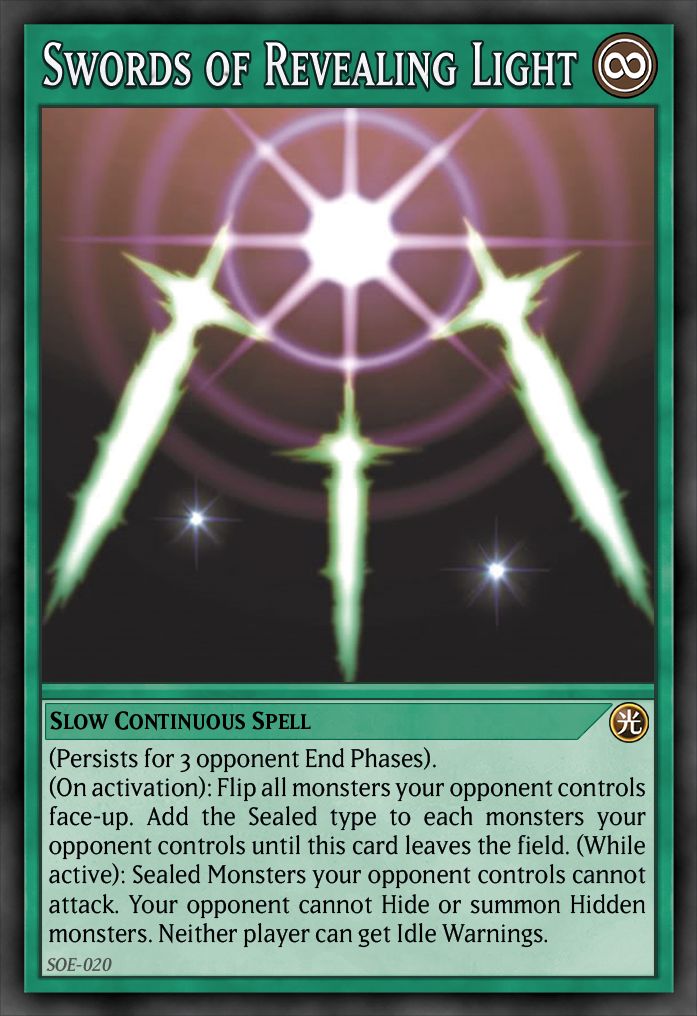 Swords of Revealing Light
Slow Continuous Spell
光
(Persists for 3 opponent End Phases).
(On activation): Flip all monsters your opponent controls
face-up. Add the Sealed type to each monsters your
opponent controls until this card leaves the field. (While
active): Sealed Monsters your opponent controls cannot
attack. Your opponent cannot Hide or summon Hidden
monsters. Neither player can get Idle Warnings.
SOE-020